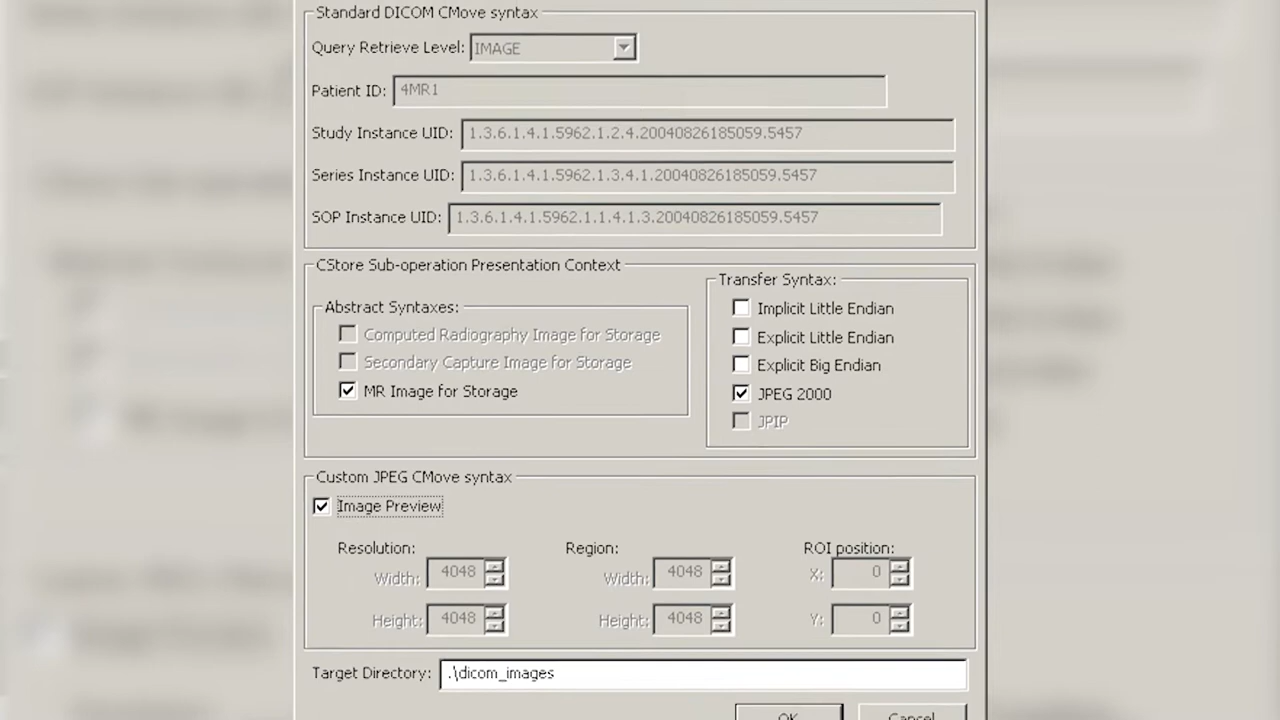 Standard DICOM CMove syntax
Query Retrieve Level: IMAGE
Patient ID: 4MR1
Study Instance UID: 1.3.6.1.4.1.5962.1.2.4.20040826185059.5457
Series Instance UID: 1.3.6.1.4.1.5962.1.3.4.1.20040826185059.5457
SOP Instance UID: 1.3.6.1.4.1.5962.1.1.4.1.3.20040826185059.5457
CStore Sub-operation Presentation Context
Transfer Syntax:
Abstract Syntaxes:
Implicit Little Endian
Computed Radiography Image for Storage
Explicit Little Endian
Secondary Capture Image for Storage
Explicit Big Endian
MR Image for Storage
JPEG 2000
JPIP
Custom JPEG CMove syntax
Image Preview
Resolution: Region: ROI position:
Width: 4048 Width: 4048 X: 0
Height: 4048 Height: 4048 Y: 0
Target Directory: .\dicom_images
OK Cancel